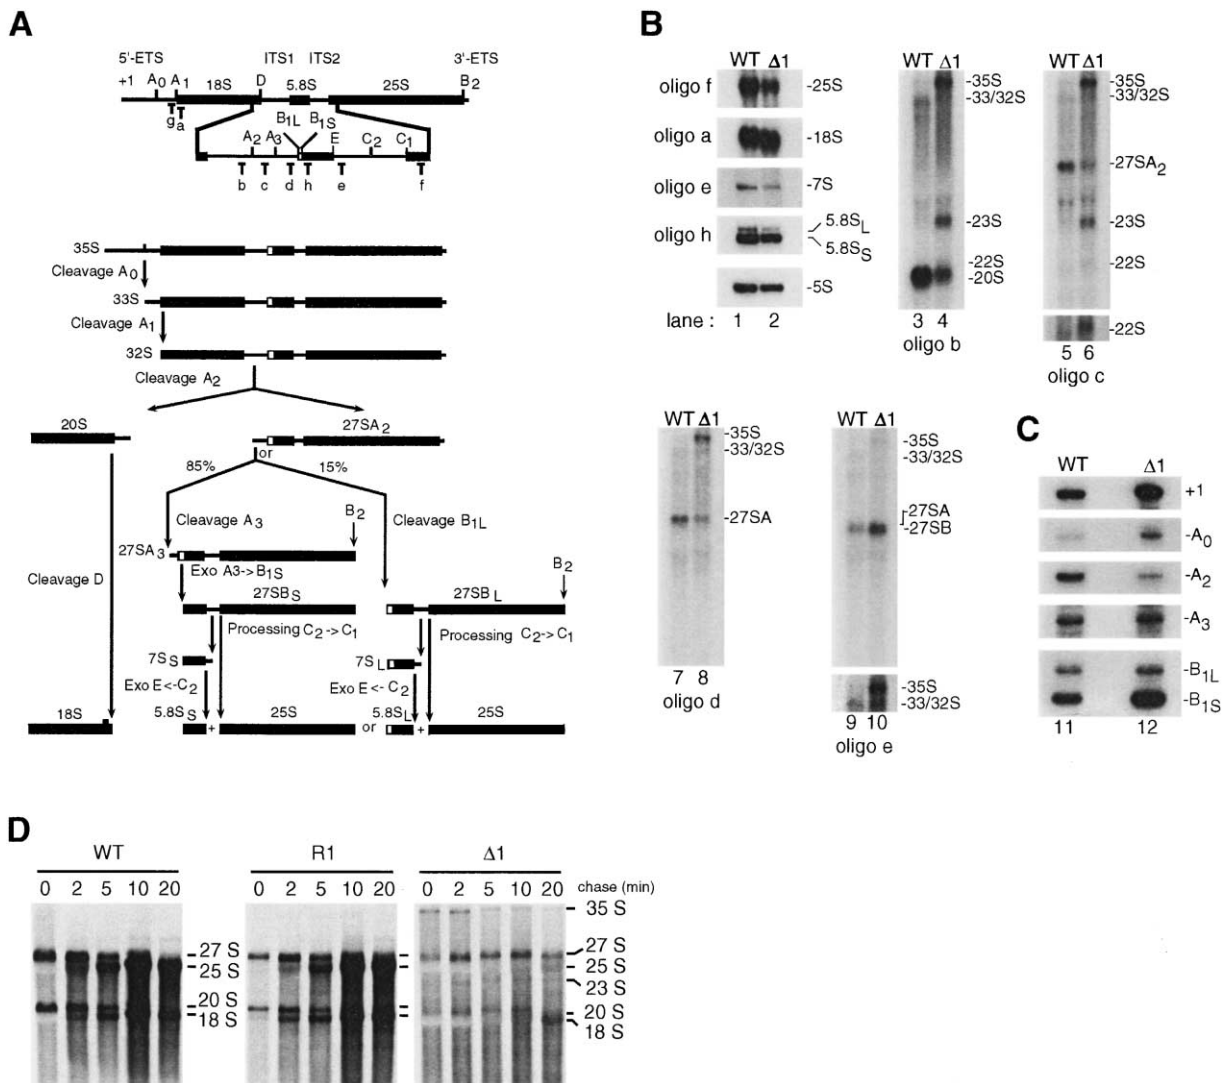 A
5'-ETS ITS1 ITS2 3'-ETS
+1 A0 A1 18S D 5.8S 25S B2
g a
B1L B1S
A2 A3 E C2 C1
b c d h e f
35S
Cleavage A0
33S
Cleavage A1
32S
Cleavage A2
20S 27SA2
or
85% 15%
Cleavage A3 B2 Cleavage B1L
27SA3
Exo A3->B1S B2
Cleavage D
27SBS 27SB L
Processing C2->C1 Processing C2->C1
7S S 7S L
Exo E<-C2 Exo E<- C2
18S 5.8S S 25S 5.8S L 25S
+ or +
B
WT Δ1
oligo f -25S
oligo a -18S
oligo e -7S
oligo h 5.8SL
5.8SS
-5S
lane : 1 2
WT Δ1
-35S
-33/32S
-23S
-22S
-20S
3 4
oligo b
WT Δ1
-35S
-33/32S
-27SA2
-23S
-22S
-22S
5 6
oligo c
WT Δ1
-35S
-33/32S
-27SA
7 8
oligo d
WT Δ1
-35S
-33/32S
27SA
-27SB
-35S
-33/32S
9 10
oligo e
C
WT Δ1
-+1
-A0
-A2
-A3
-B1L
-B1S
11 12
D
WT R1 Δ1
0 2 5 10 20 0 2 5 10 20 0 2 5 10 20 chase (min)
27 S
25 S
20 S
18 S
35 S
27 S
25 S
23 S
20 S
18 S